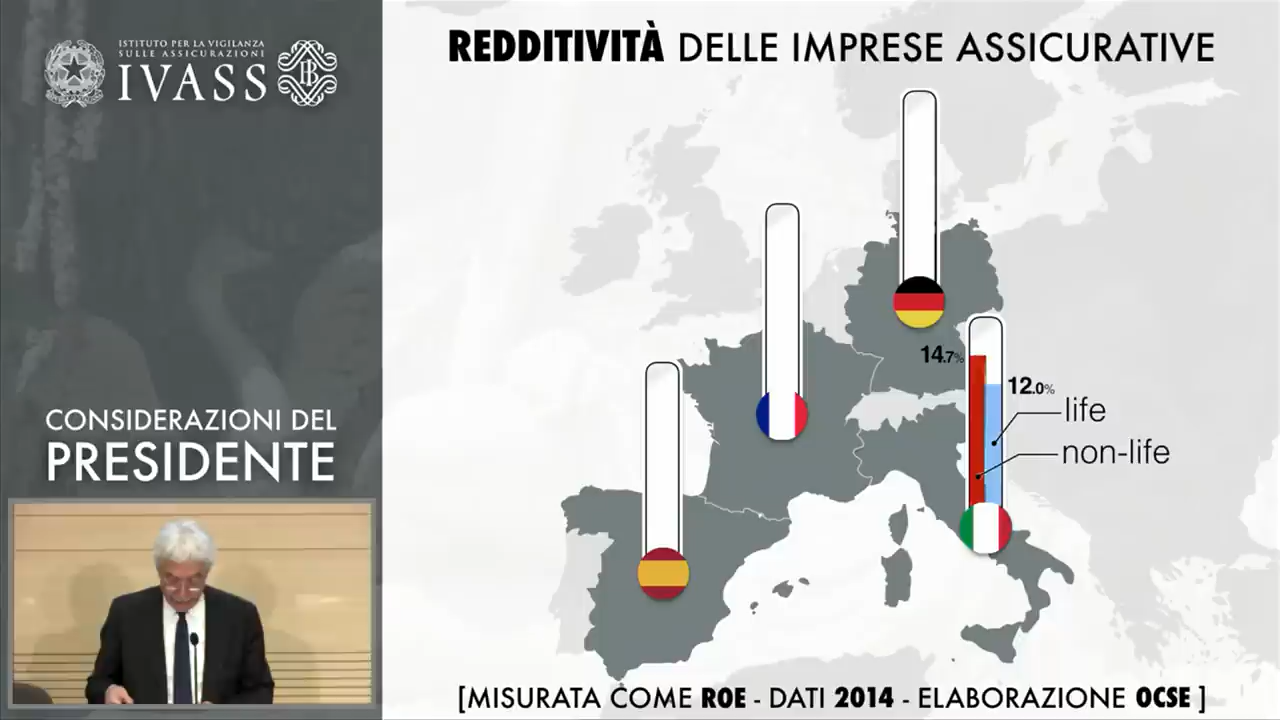 ISTITUTO PER LA VIGILANZA
SULLE ASSICURAZIONI
IVASS
CONSIDERAZIONI DEL
PRESIDENTE
REDDITIVITÀ DELLE IMPRESE ASSICURATIVE
14.7%
12.0%
life
non-life
[MISURATA COME ROE - DATI 2014 - ELABORAZIONE OCSE ]